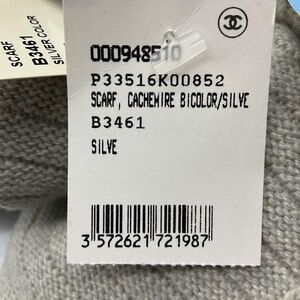 SCARF
B3461
SILVER COLOR
000948510
P33516K00852
SCARF, CACHEMIRE BICOLOR/SILVE
B3461
SILVE
3 572621 721987